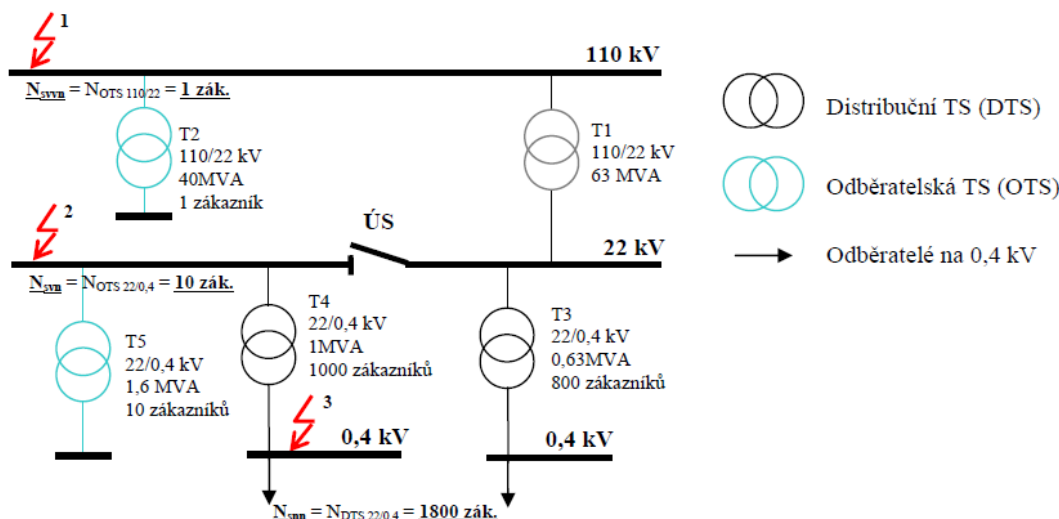 1
110 kV
Nsvvn = NOTS 110/22 = 1 zák.
T2
110/22 kV
40MVA
1 zákazník
T1
110/22 kV
63 MVA
Distribuční TS (DTS)
Odběratelská TS (OTS)
Odběratelé na 0,4 kV
2
ÚS
22 kV
Nsvn = NOTS 22/0,4 = 10 zák.
T5
22/0,4 kV
1,6 MVA
10 zákazníků
T4
22/0,4 kV
1MVA
1000 zákazníků
T3
22/0,4 kV
0,63MVA
800 zákazníků
3
0,4 kV
0,4 kV
Nsnn = NDTS 22/0,4 = 1800 zák.